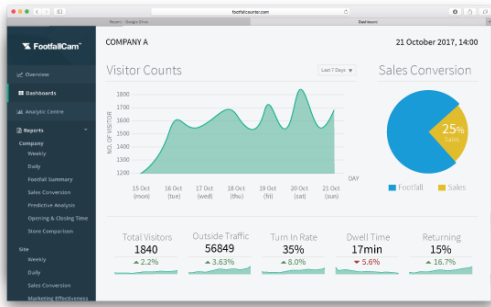 footfallcounter.com
Dashboard
FootfallCam™
COMPANY A
21 October 2017, 14:00
Overview
Dashboards
Analytic Centre
Reports
Company
Weekly
Daily
Footfall Summary
Sales Conversion
Predictive Analysis
Opening & Closing Time
Store Comparison
Site
Weekly
Daily
Sales Conversion
Marketing Effectiveness
Visitor Counts
Last 7 Days
NO. OF VISITOR
1800
1700
1600
1500
1400
1300
1200
DAY
15 Oct 16 Oct 17 Oct 18 Oct 19 Oct 20 Oct 21 Oct
(mon) (tue) (wed) (thu) (fri) (sat) (sun)
Sales Conversion
25%
Sales
Footfall Sales
Total Visitors
1840
2.2%
Outside Traffic
56849
3.63%
Turn In Rate
35%
8.0%
Dwell Time
17min
5.6%
Returning
15%
16.7%